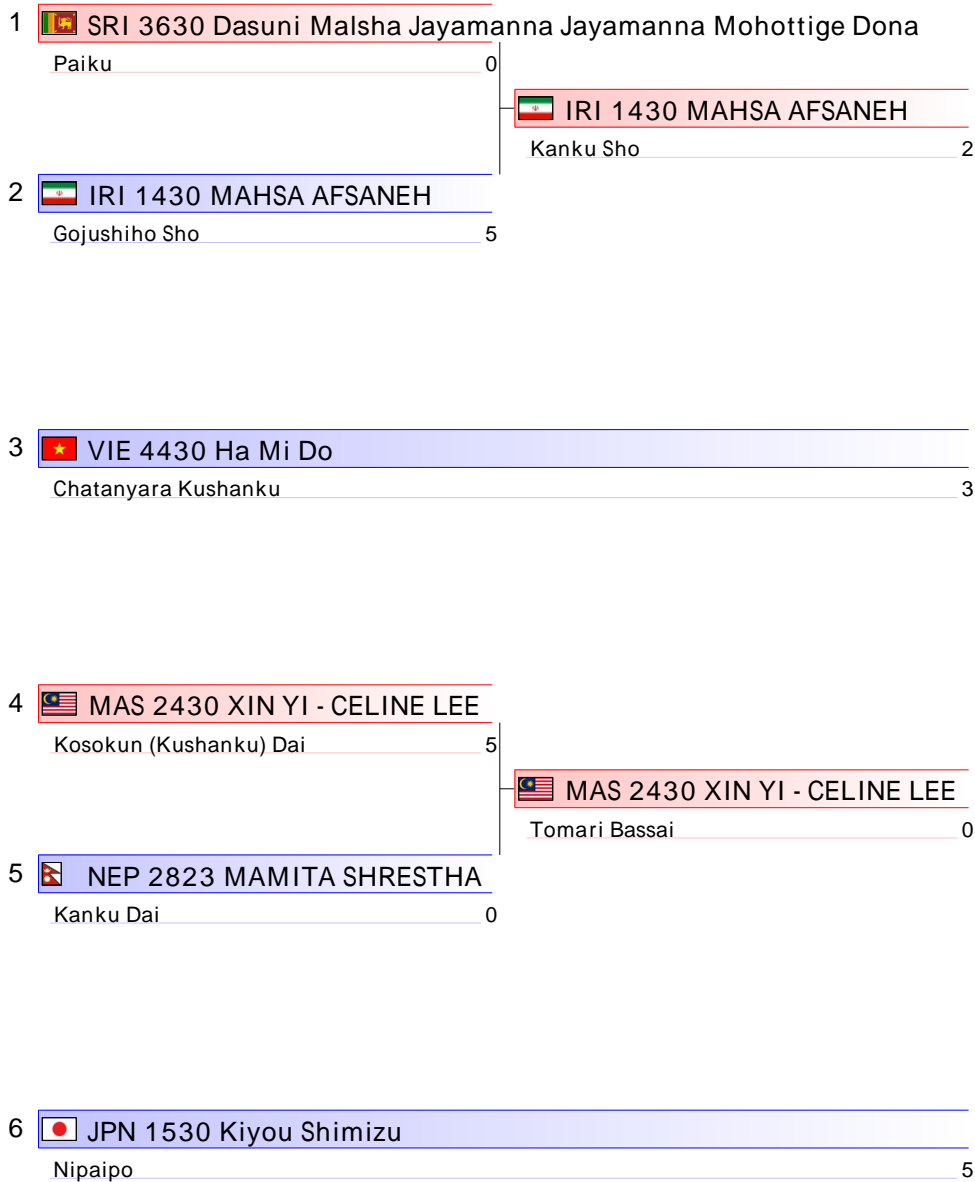 1 SRI 3630 Dasuni Malsha Jayamanna Jayamanna Mohottige Dona
Paiku 0
IRI 1430 MAHSA AFSANEH
Kanku Sho 2
2 IRI 1430 MAHSA AFSANEH
Gojushiho Sho 5
3 VIE 4430 Ha Mi Do
Chatanyara Kushanku 3
4 MAS 2430 XIN YI - CELINE LEE
Kosokun (Kushanku) Dai 5
MAS 2430 XIN YI - CELINE LEE
Tomari Bassai 0
5 NEP 2823 MAMITA SHRESTHA
Kanku Dai 0
6 JPN 1530 Kiyou Shimizu
Nipaipo 5